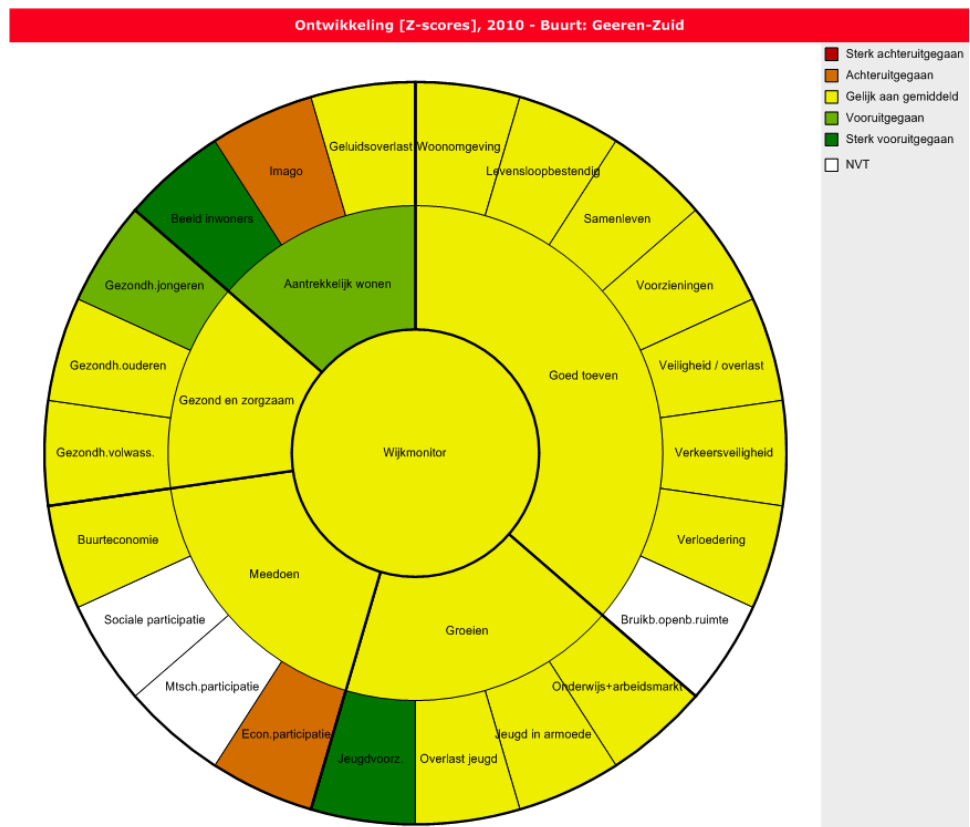 Ontwikkeling [Z-scores], 2010 - Buurt: Geeren-Zuid
Sterk achteruitgegaan
Achteruitgegaan
Gelijk aan gemiddeld
Vooruitgegaan
Sterk vooruitgegaan
NVT
Geluidsoverlast
Woonomgeving
Imago
Levensloopbestendig
Beeld inwoners
Samenleven
Gezondh.jongeren
Aantrekkelijk wonen
Voorzieningen
Gezondh.ouderen
Veiligheid / overlast
Goed toeven
Gezond en zorgzaam
Gezondh.volwass.
Wijkmonitor
Verkeersveiligheid
Buurteconomie
Verloedering
Meedoen
Sociale participatie
Bruikb.openb.ruimte
Groeien
Mtsch.participatie
Onderwijs+arbeidsmarkt
Econ.participatie
Jeugd in armoede
Jeugdvoorz.
Overlast jeugd